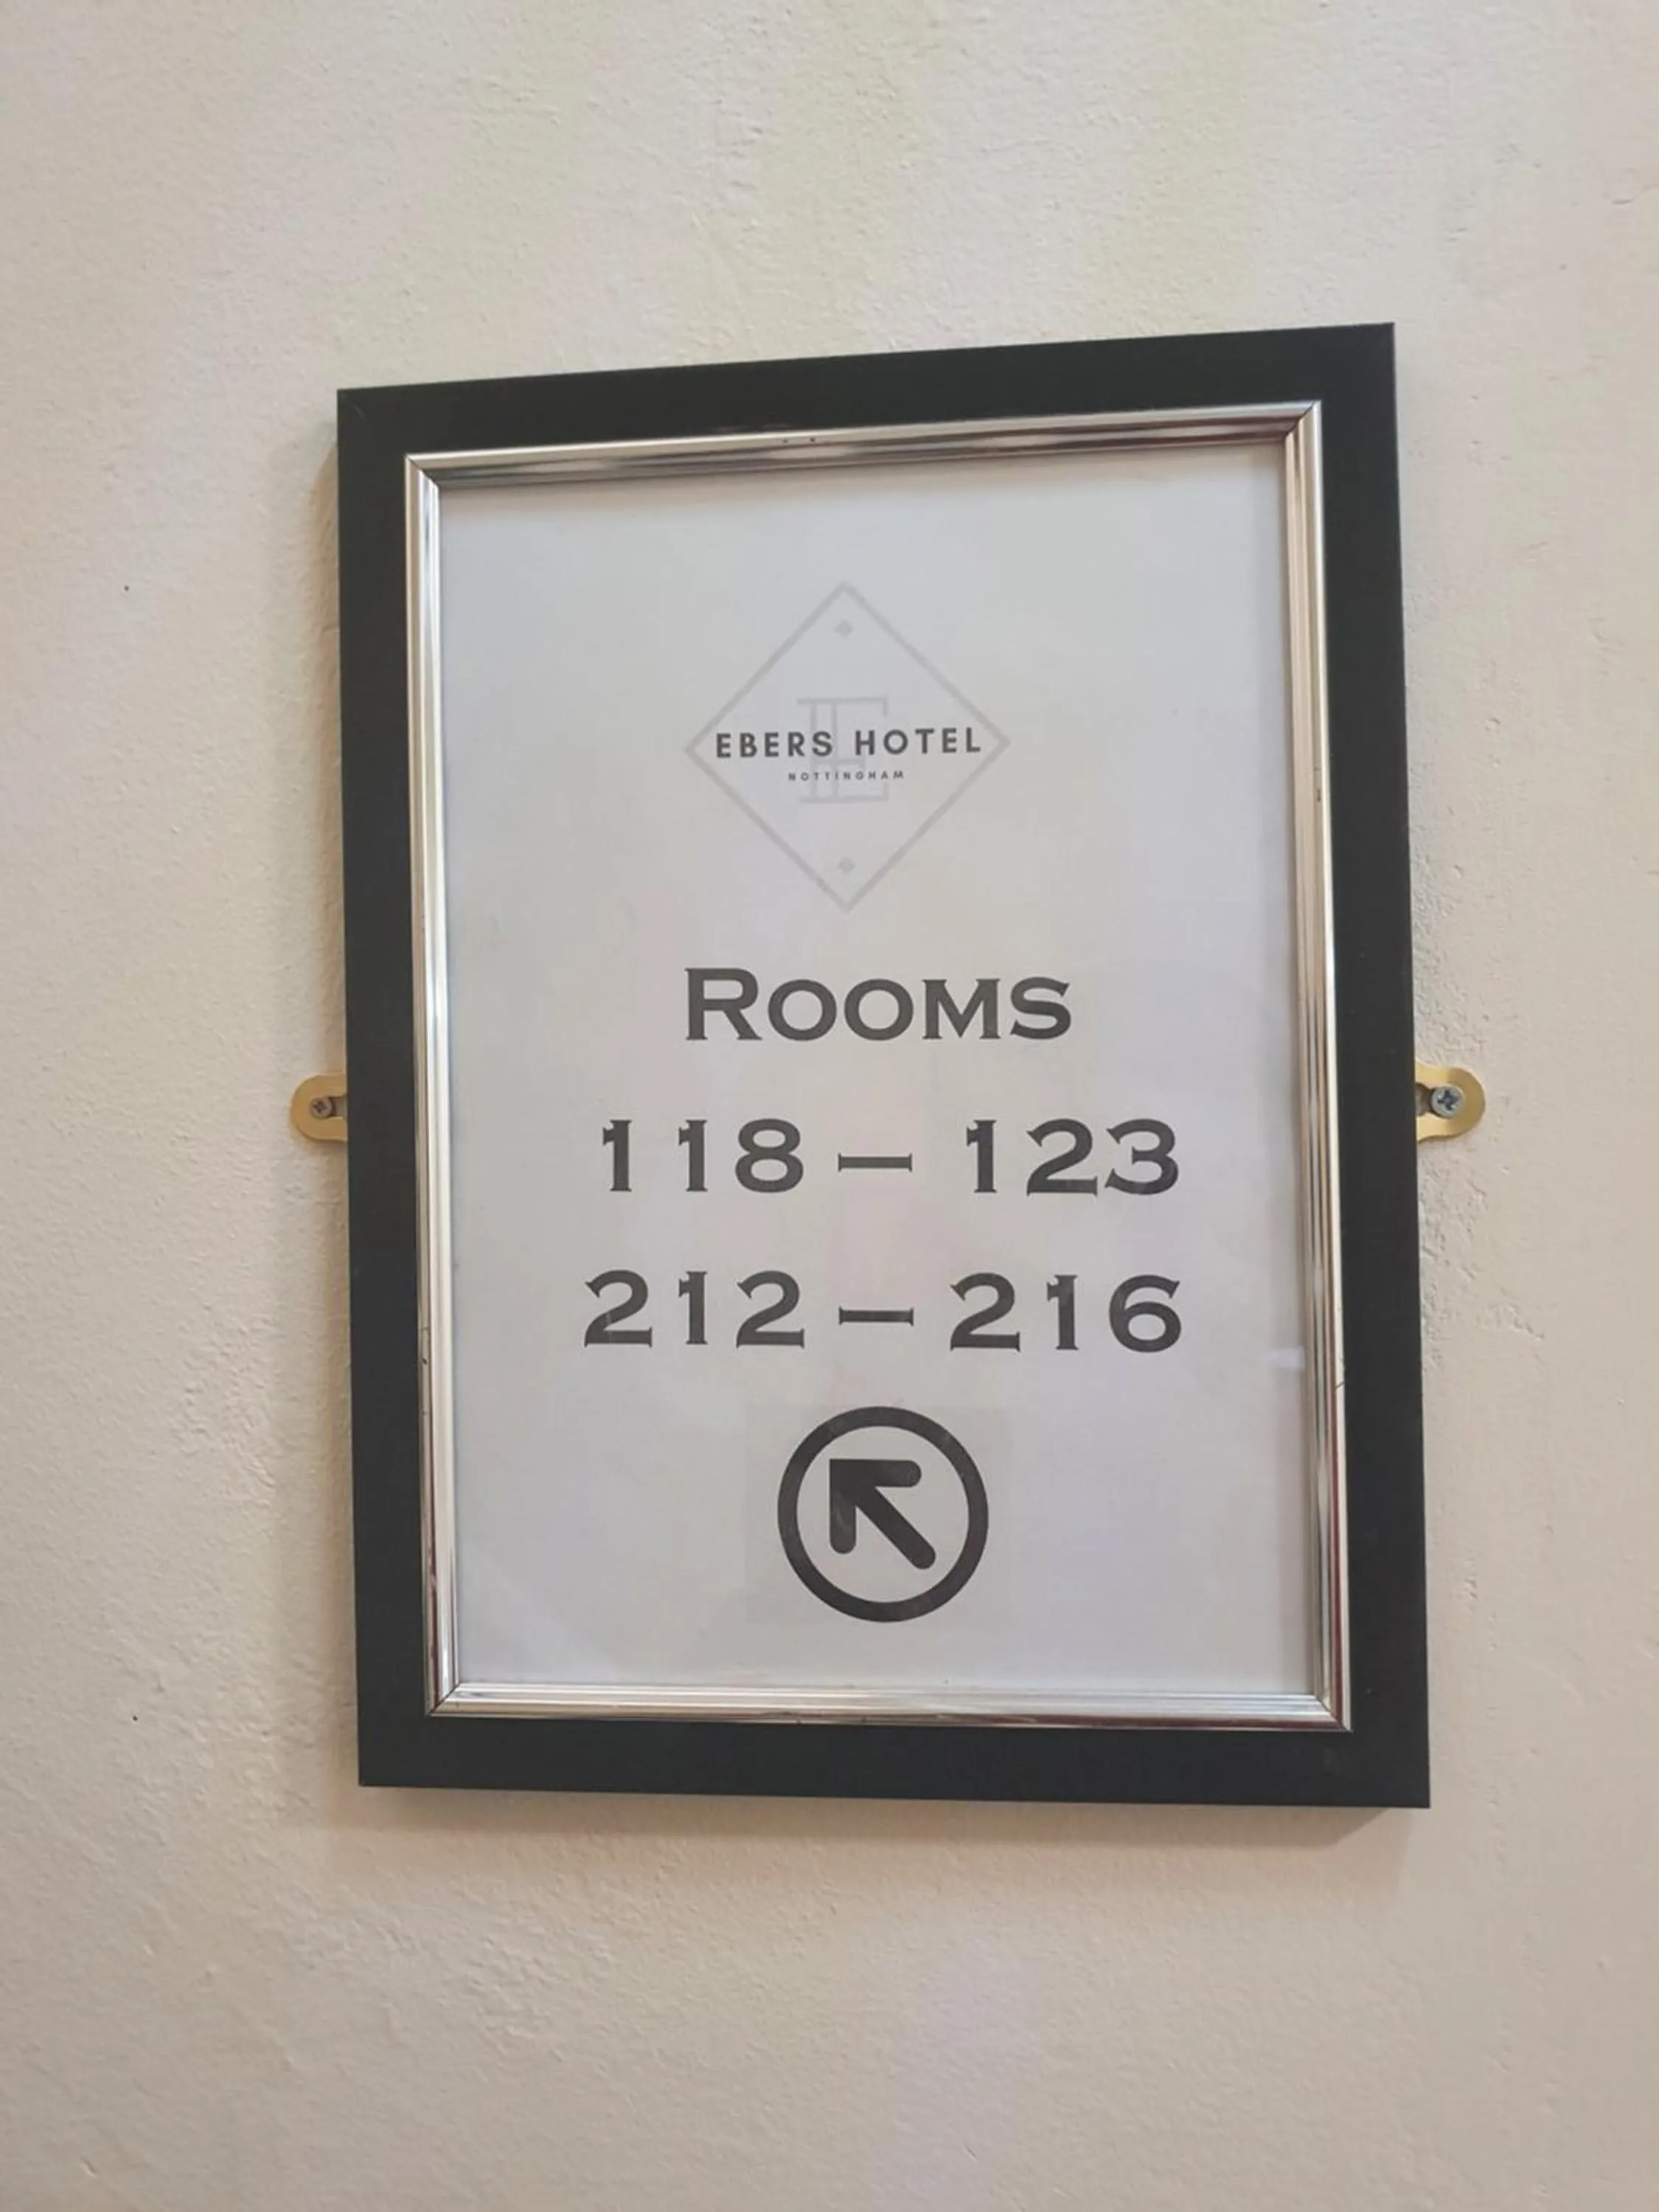 E
EBERS HOTEL
NOTTINGHAM
ROOMS
118 – 123
212 – 216